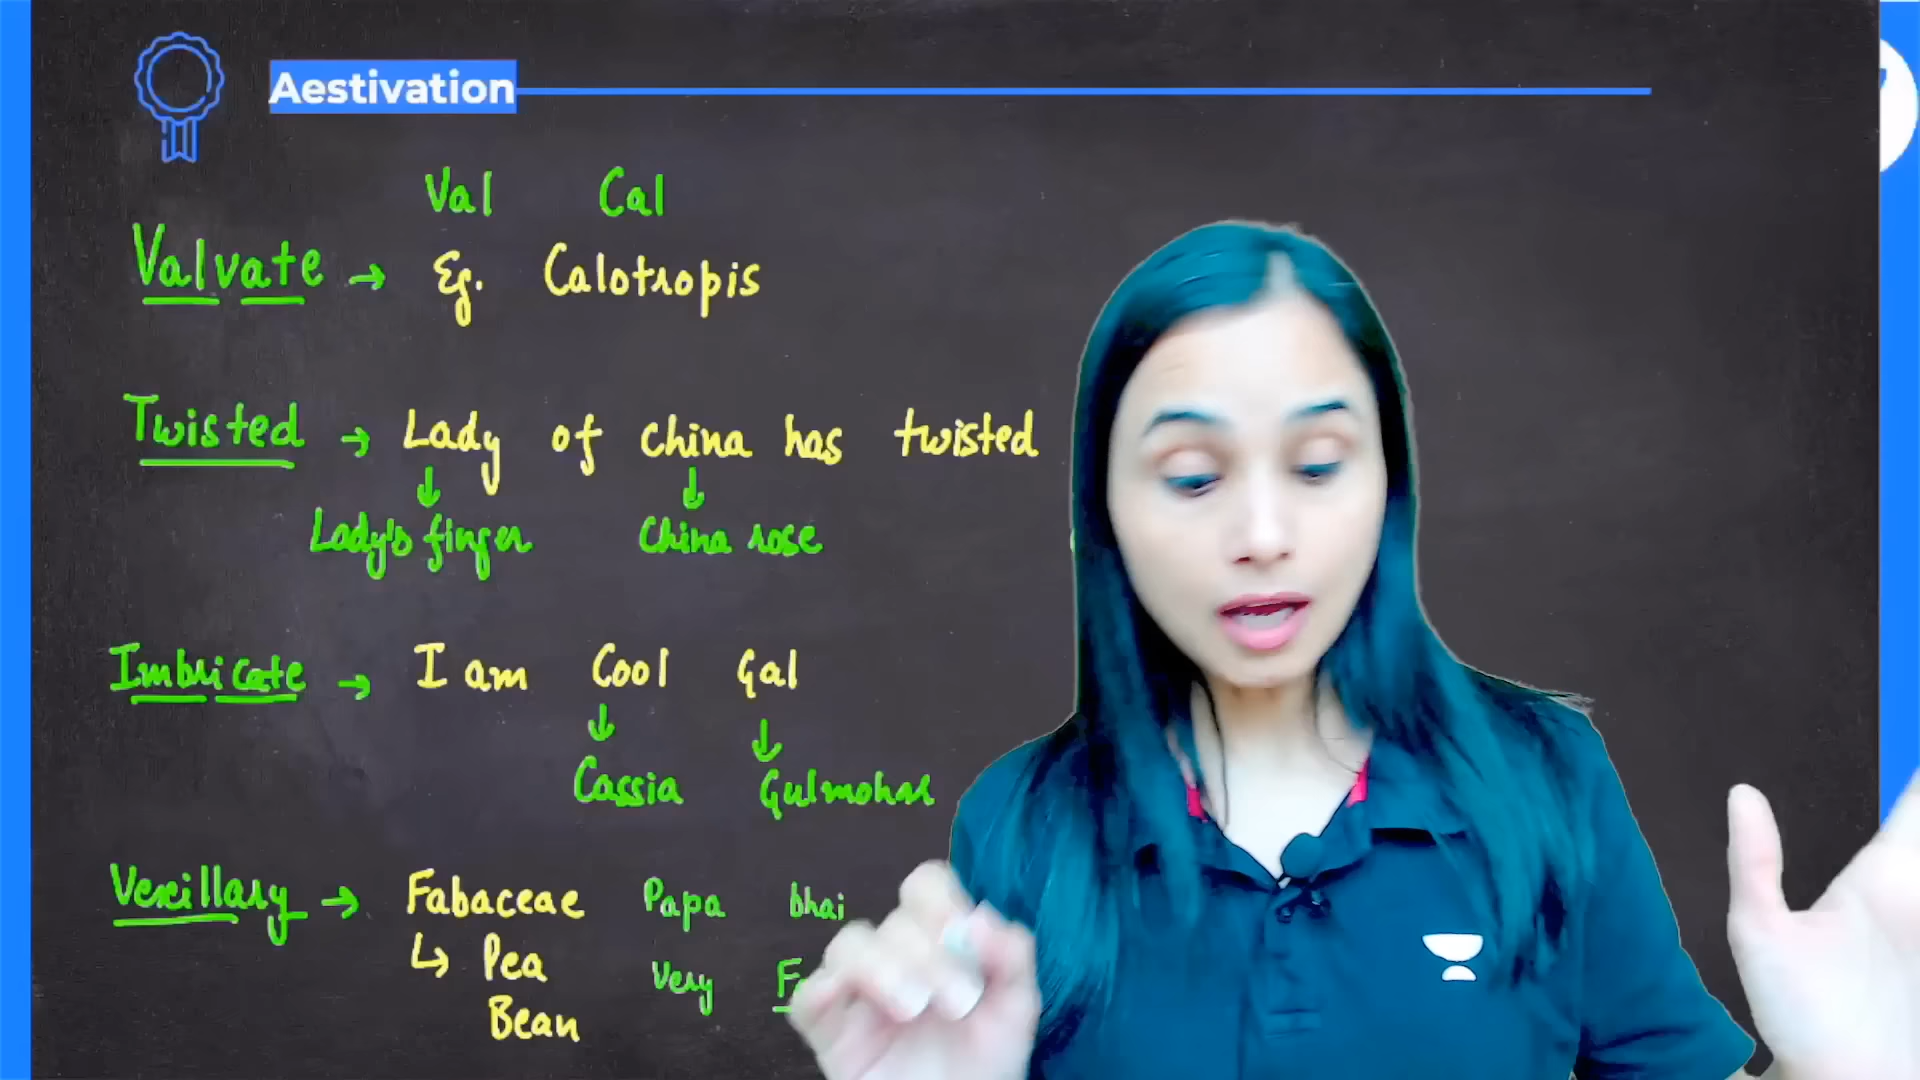 Aestivation
Val Cal
Valvate → Eg. Calotropis
Twisted → Lady of China has twisted
↓ ↓
Lady's finger China rose
Imbricate → I am Cool Gal
↓ ↓
Cassia Gulmohar
Vexillary → Fabaceae Papa bhai
↳ Pea Very
Bean